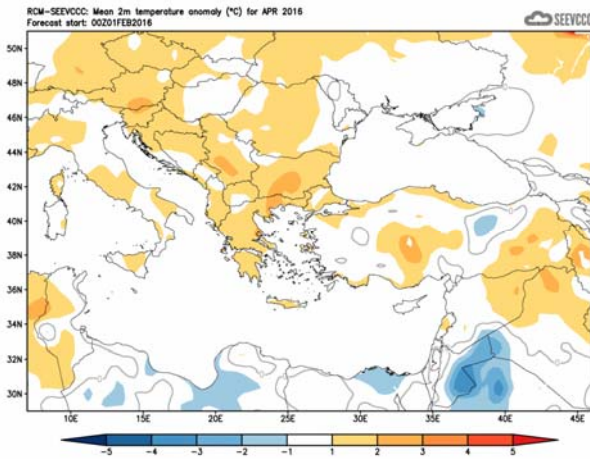 RCM-SEEVCCC: Mean 2m temperature anomaly (°C) for APR 2016
Forecast start: 00Z01FEB2016
SEEVCCC
50N
48N
46N
44N
42N
40N
38N
36N
34N
32N
30N
10E 15E 20E 25E 30E 35E 40E 45E
-5 -4 -3 -2 -1 1 2 3 4 5